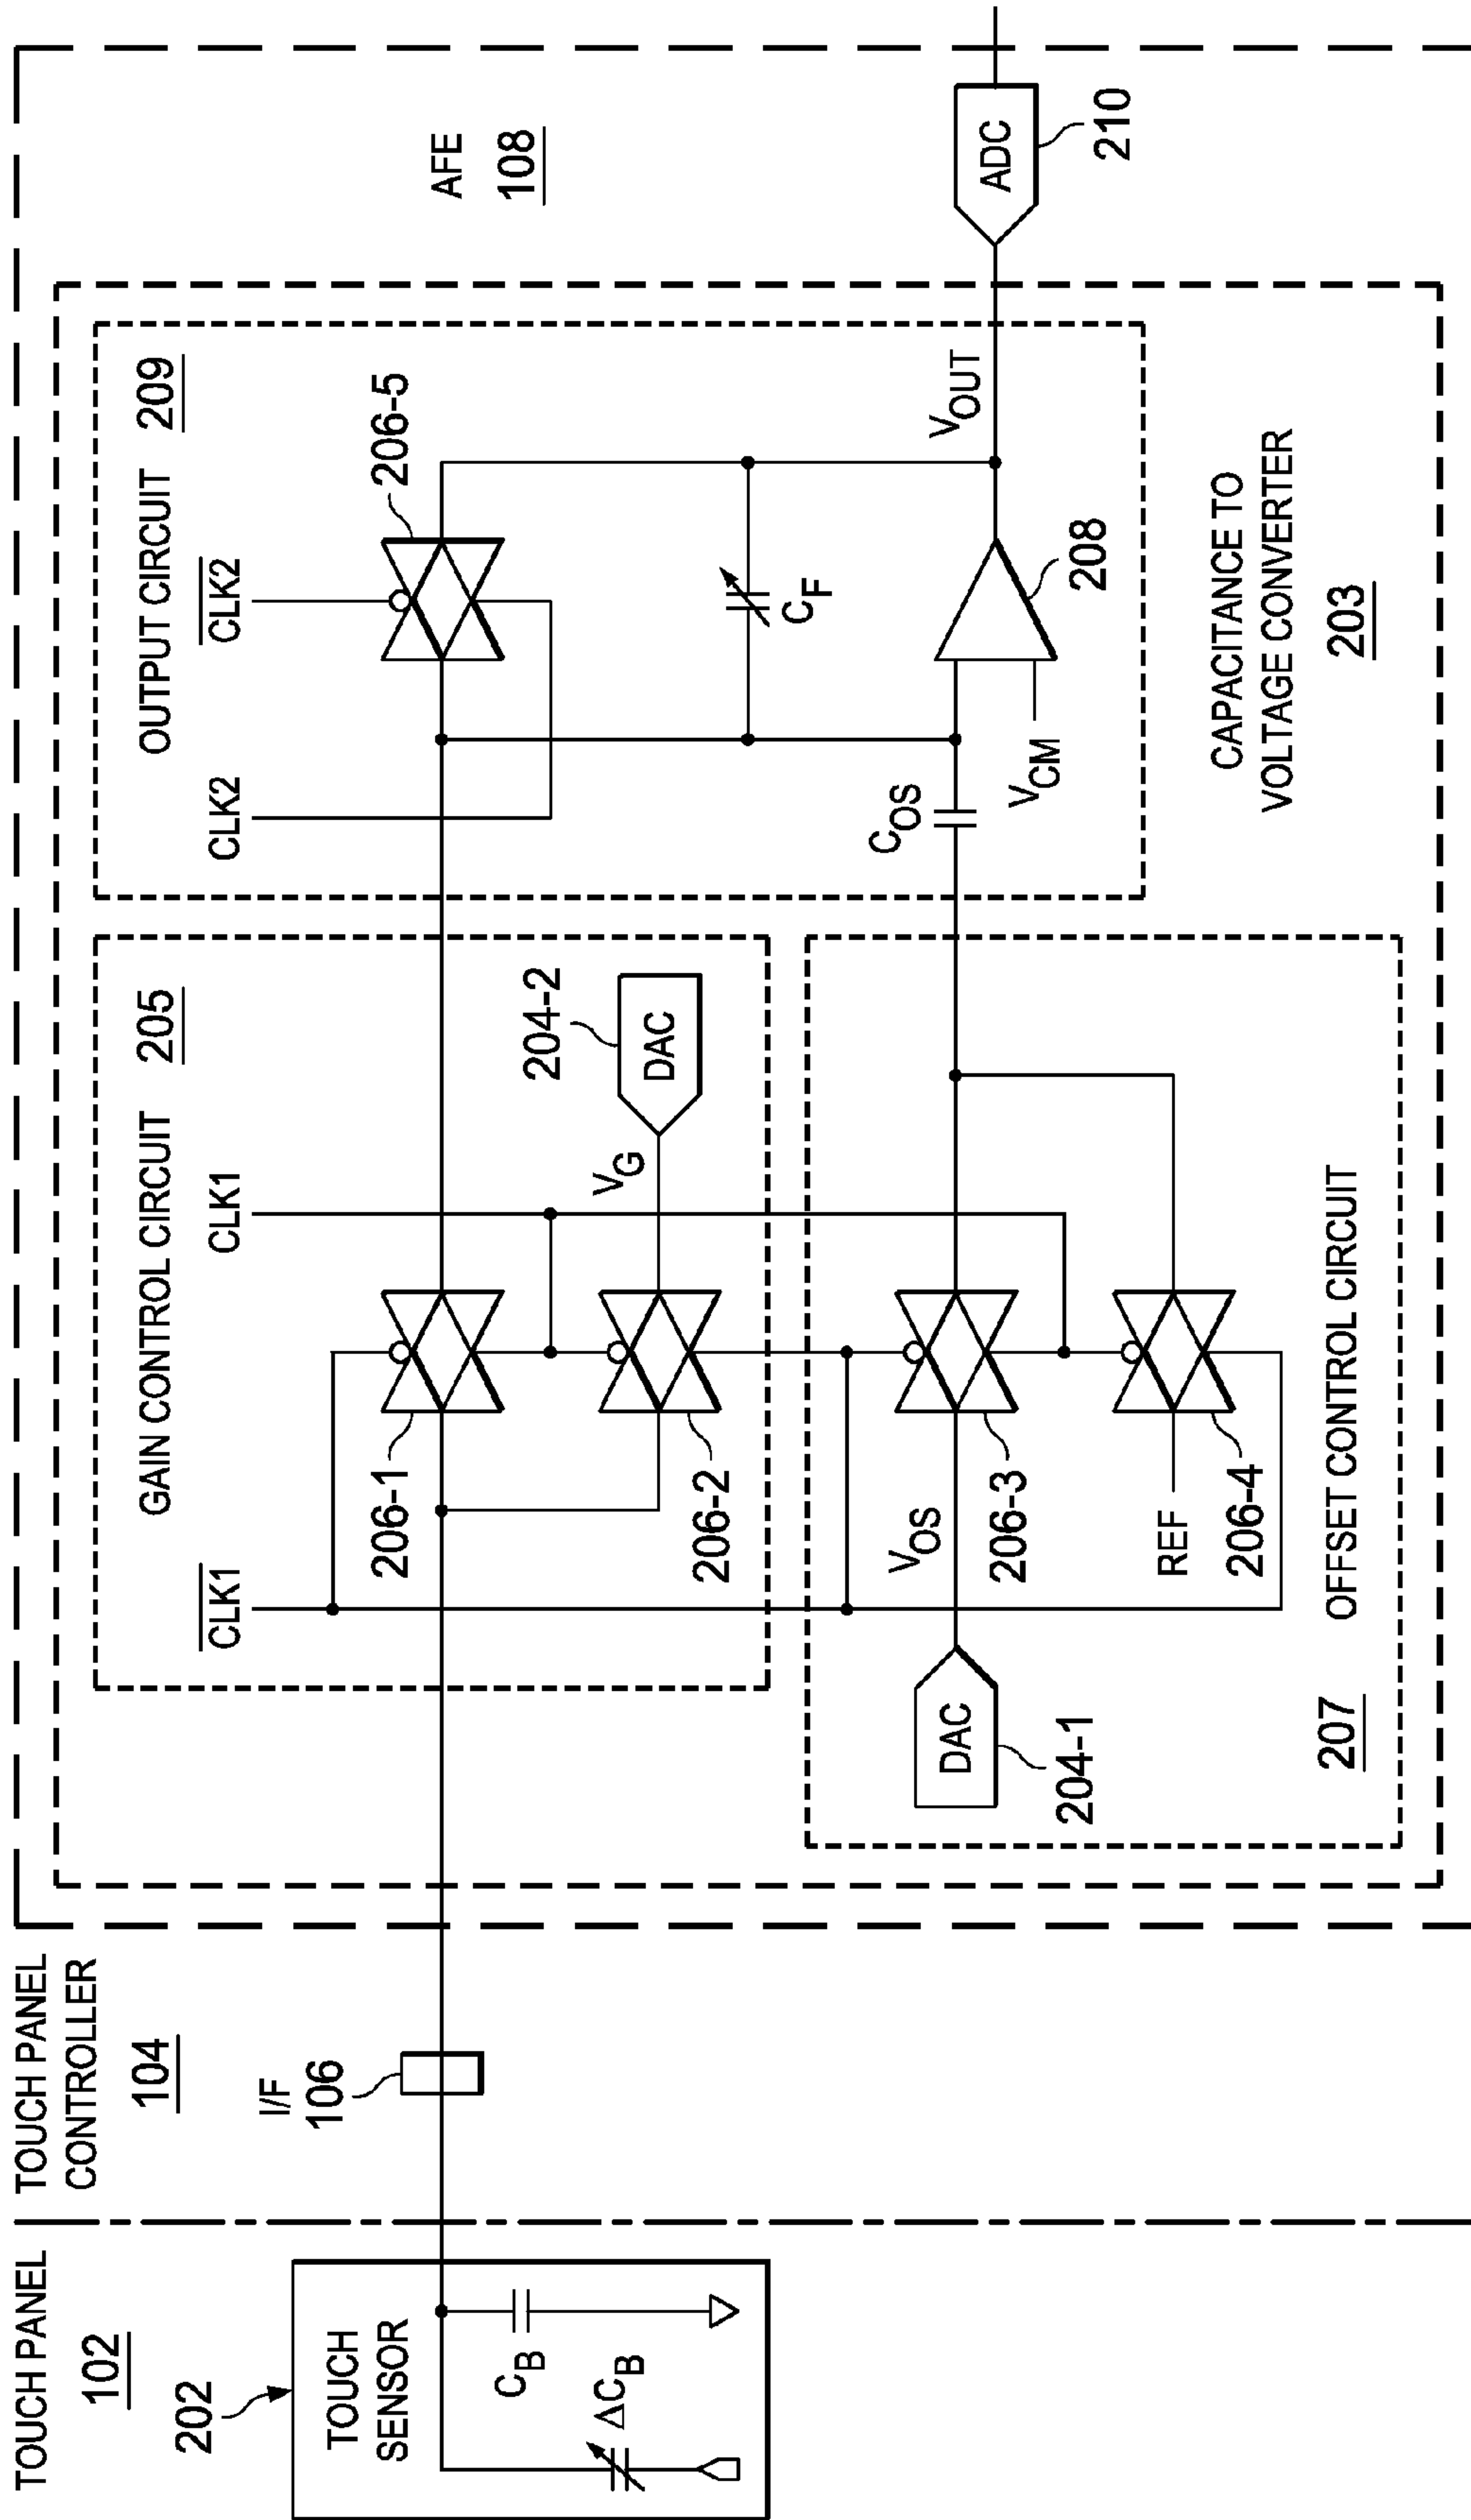 TOUCH PANEL
102
202
TOUCH
SENSOR
CB
ΔCB
TOUCH PANEL
CONTROLLER
104
I/F
106
AFE
108
GAIN CONTROL CIRCUIT
205
CLK1
CLK1
206-1
206-2
VG
DAC
204-2
OUTPUT CIRCUIT
209
CLK2
CLK2
206-5
CF
COS
VCM
208
VOUT
ADC
210
DAC
204-1
VOS
206-3
REF
206-4
OFFSET CONTROL CIRCUIT
207
CAPACITANCE TO
VOLTAGE CONVERTER
203